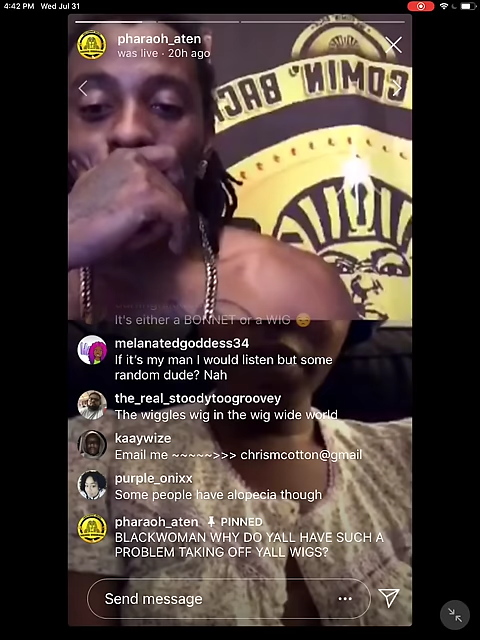 4:42 PM Wed Jul 31
pharaoh_aten
was live · 20h ago
COMIN' BACK
It's either a BONNET or a WIG 😔
melanatedgoddess34
If it's my man I would listen but some
random dude? Nah
the_real_stoodytoogroovey
The wiggles wig in the wig wide world
kaaywize
Email me ~~~~~>>> chrismcotton@gmail
purple_onixx
Some people have alopecia though
pharaoh_aten PINNED
BLACKWOMAN WHY DO YALL HAVE SUCH A
PROBLEM TAKING OFF YALL WIGS?
Send message